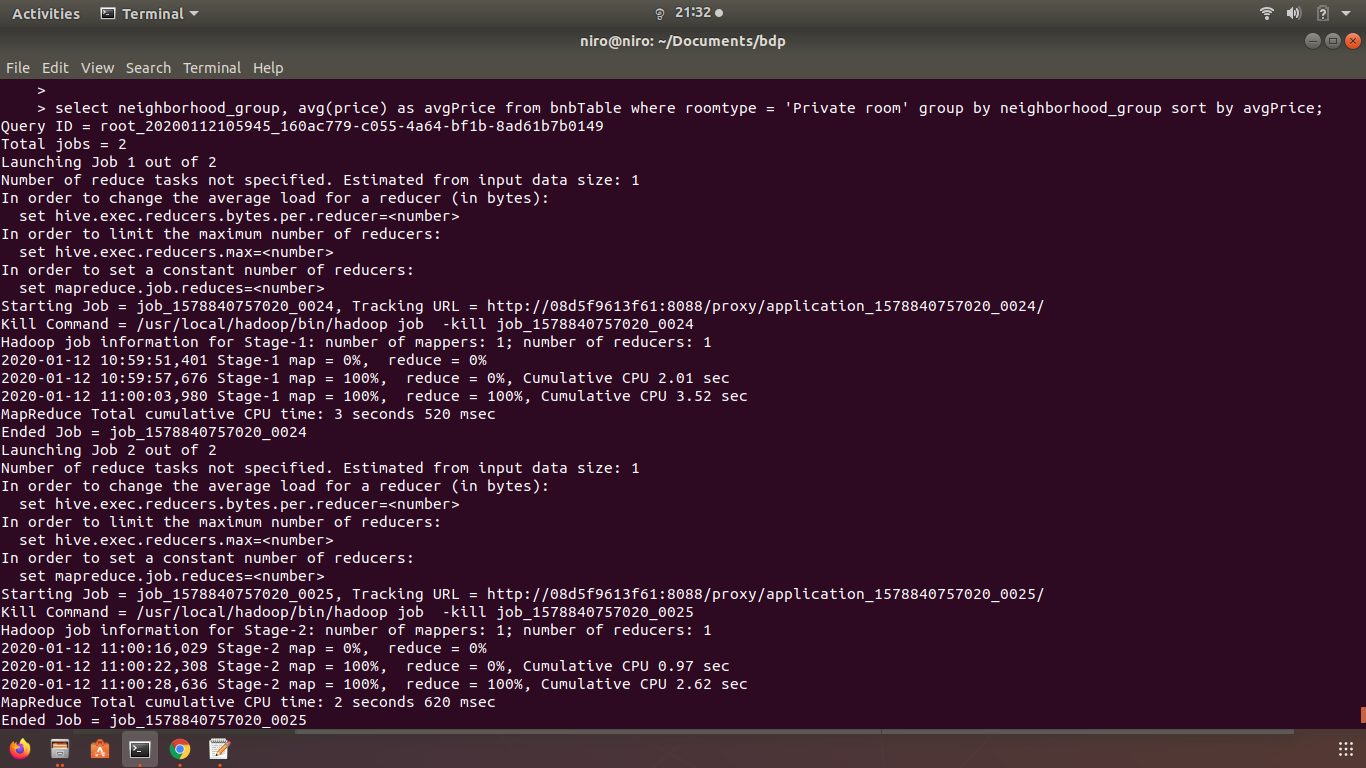 Activities Terminal 21:32
niro@niro: ~/Documents/bdp
File Edit View Search Terminal Help
    >
    > select neighborhood_group, avg(price) as avgPrice from bnbTable where roomtype = 'Private room' group by neighborhood_group sort by avgPrice;
Query ID = root_20200112105945_160ac779-c055-4a64-bf1b-8ad61b7b0149
Total jobs = 2
Launching Job 1 out of 2
Number of reduce tasks not specified. Estimated from input data size: 1
In order to change the average load for a reducer (in bytes):
  set hive.exec.reducers.bytes.per.reducer=<number>
In order to limit the maximum number of reducers:
  set hive.exec.reducers.max=<number>
In order to set a constant number of reducers:
  set mapreduce.job.reduces=<number>
Starting Job = job_1578840757020_0024, Tracking URL = http://08d5f9613f61:8088/proxy/application_1578840757020_0024/
Kill Command = /usr/local/hadoop/bin/hadoop job  -kill job_1578840757020_0024
Hadoop job information for Stage-1: number of mappers: 1; number of reducers: 1
2020-01-12 10:59:51,401 Stage-1 map = 0%,  reduce = 0%
2020-01-12 10:59:57,676 Stage-1 map = 100%,  reduce = 0%, Cumulative CPU 2.01 sec
2020-01-12 11:00:03,980 Stage-1 map = 100%,  reduce = 100%, Cumulative CPU 3.52 sec
MapReduce Total cumulative CPU time: 3 seconds 520 msec
Ended Job = job_1578840757020_0024
Launching Job 2 out of 2
Number of reduce tasks not specified. Estimated from input data size: 1
In order to change the average load for a reducer (in bytes):
  set hive.exec.reducers.bytes.per.reducer=<number>
In order to limit the maximum number of reducers:
  set hive.exec.reducers.max=<number>
In order to set a constant number of reducers:
  set mapreduce.job.reduces=<number>
Starting Job = job_1578840757020_0025, Tracking URL = http://08d5f9613f61:8088/proxy/application_1578840757020_0025/
Kill Command = /usr/local/hadoop/bin/hadoop job  -kill job_1578840757020_0025
Hadoop job information for Stage-2: number of mappers: 1; number of reducers: 1
2020-01-12 11:00:16,029 Stage-2 map = 0%,  reduce = 0%
2020-01-12 11:00:22,308 Stage-2 map = 100%,  reduce = 0%, Cumulative CPU 0.97 sec
2020-01-12 11:00:28,636 Stage-2 map = 100%,  reduce = 100%, Cumulative CPU 2.62 sec
MapReduce Total cumulative CPU time: 2 seconds 620 msec
Ended Job = job_1578840757020_0025